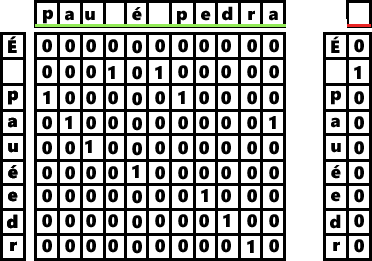 p a u é p e d r a
É 0 0 0 0 0 0 0 0 0 0 0 É 0
0 0 0 1 0 1 0 0 0 0 0 1
p 1 0 0 0 0 0 1 0 0 0 0 p 0
a 0 1 0 0 0 0 0 0 0 0 1 a 0
u 0 0 1 0 0 0 0 0 0 0 0 u 0
é 0 0 0 0 1 0 0 0 0 0 0 é 0
e 0 0 0 0 0 0 0 1 0 0 0 e 0
d 0 0 0 0 0 0 0 0 1 0 0 d 0
r 0 0 0 0 0 0 0 0 0 1 0 r 0